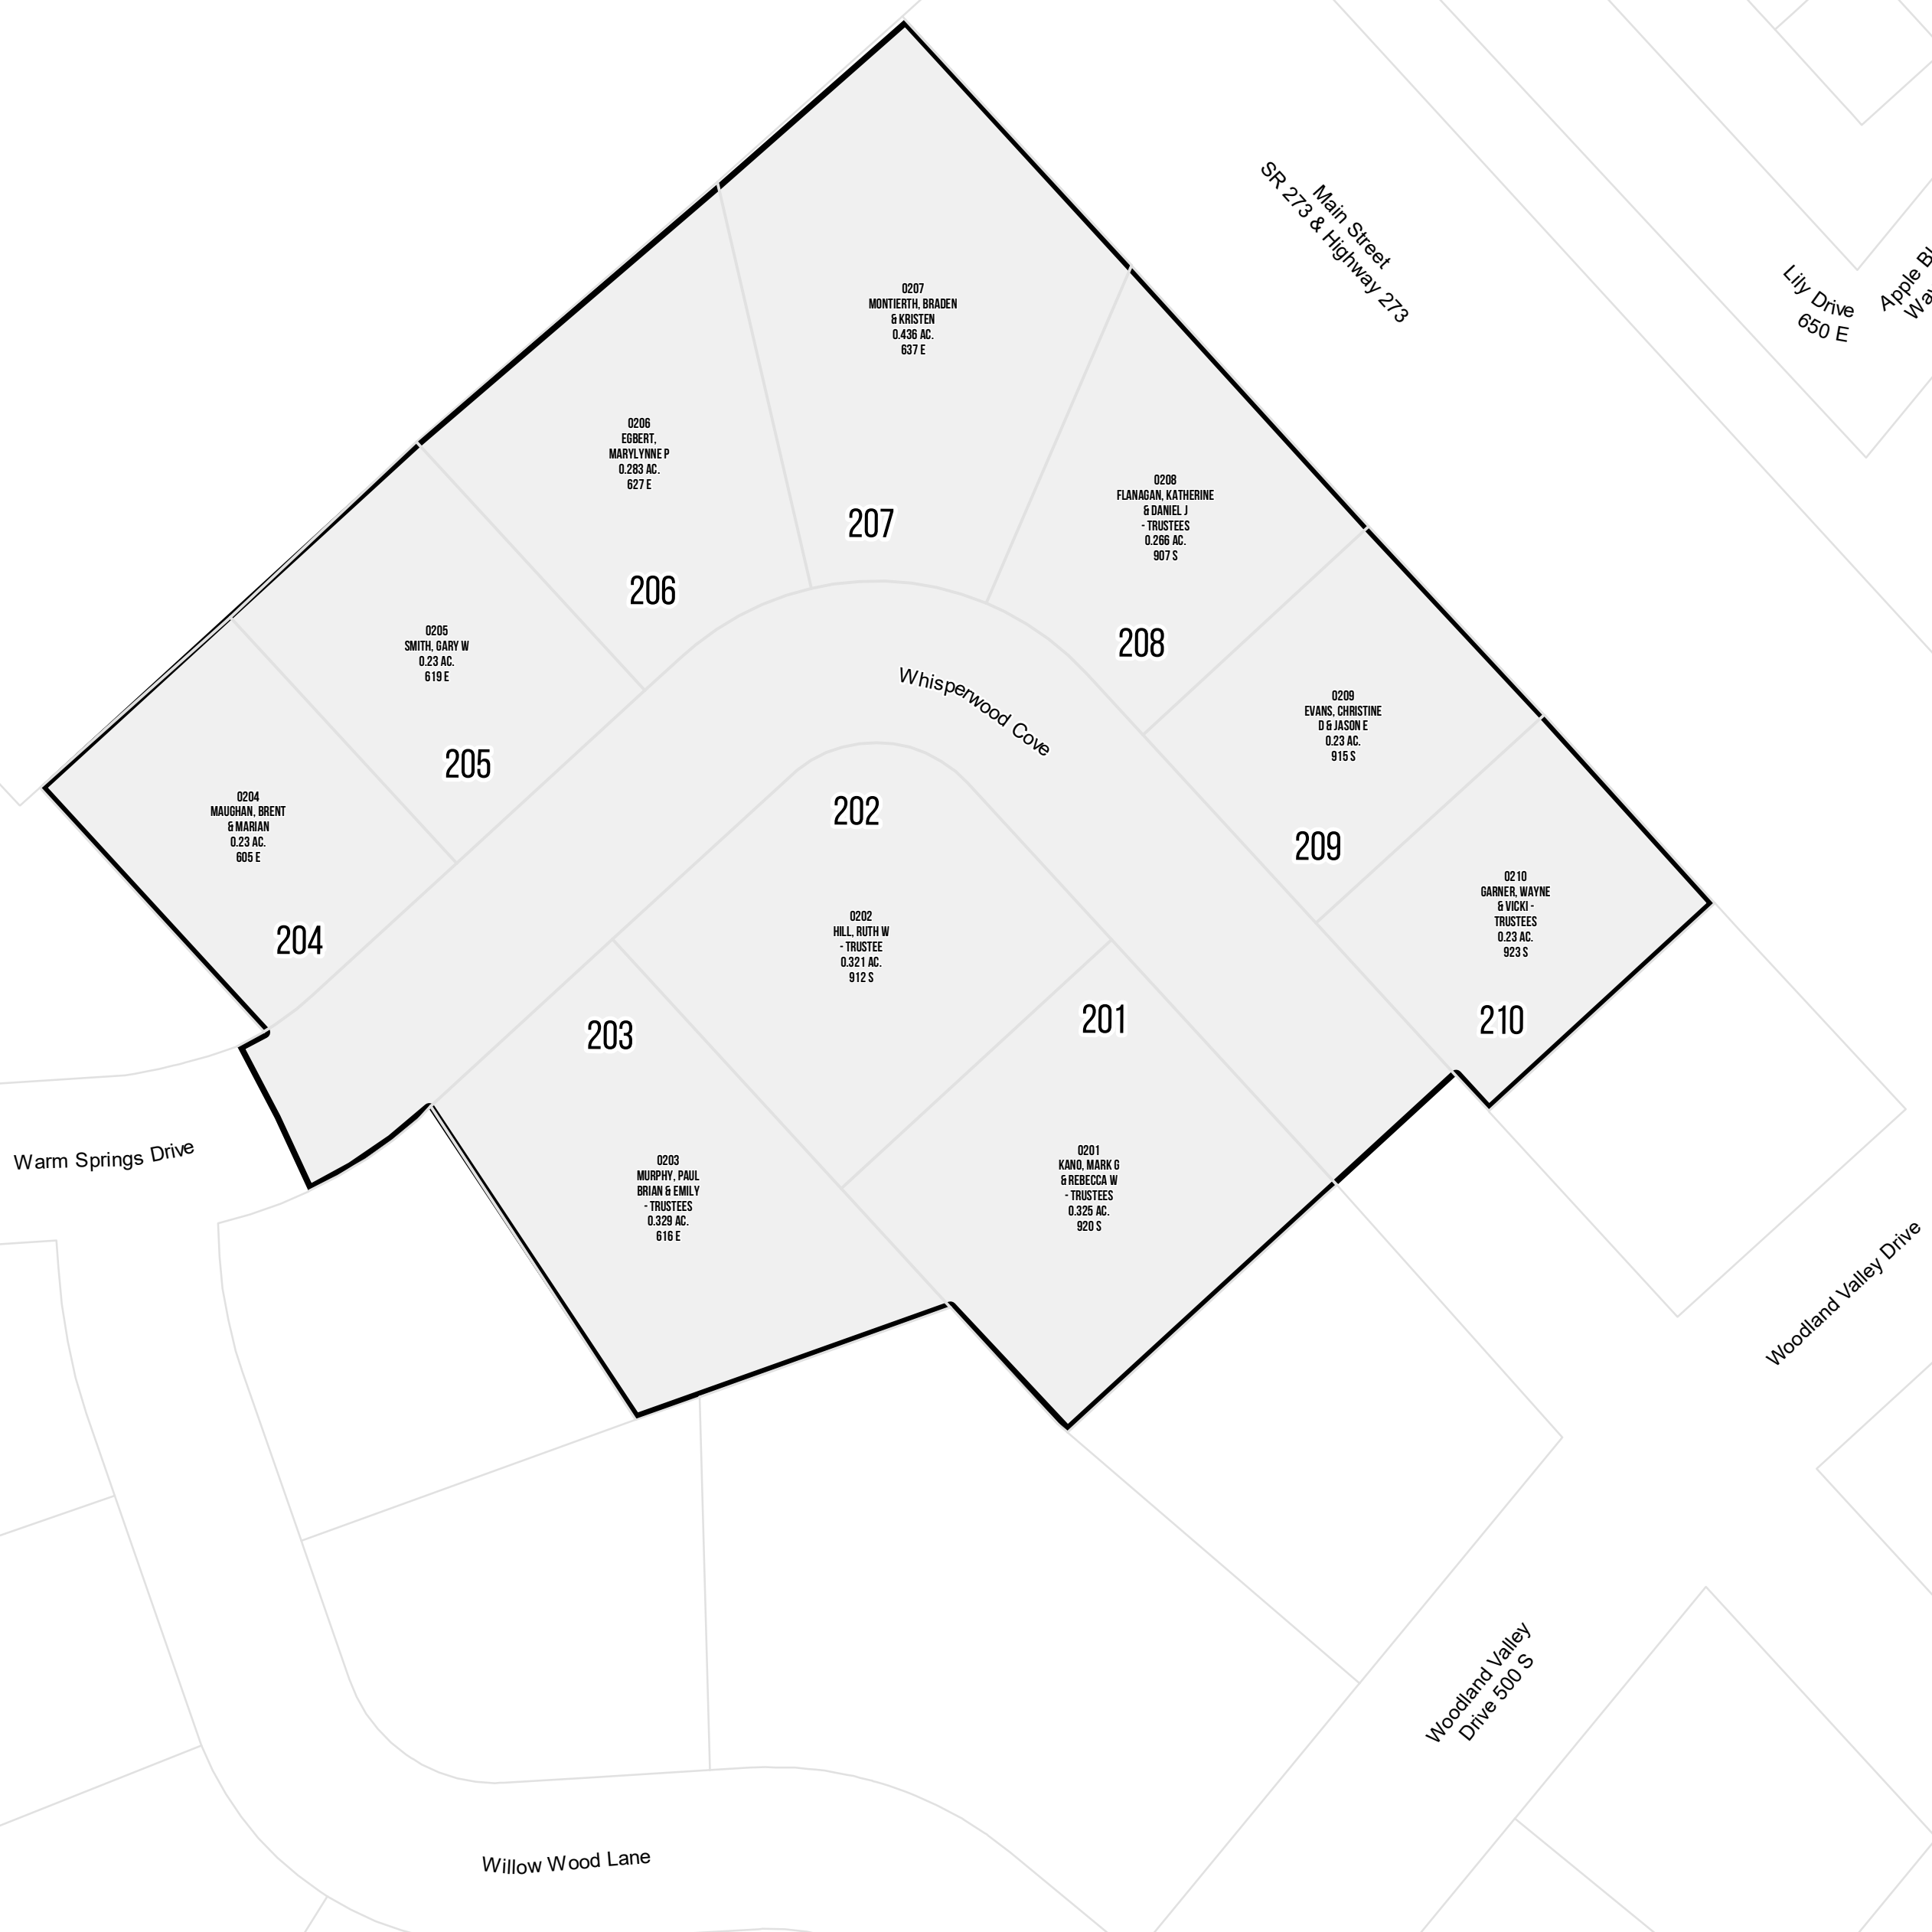 Main Street
SR 273 & Highway 273
Lily Drive
650 E
Apple
0207
MONTIERTH, BRADEN
& KRISTEN
0.436 AC.
637 E
207
0206
EGBERT,
MARYLYNNE P
0.283 AC.
627 E
206
0208
FLANAGAN, KATHERINE
& DANIEL J
- TRUSTEES
0.266 AC.
907 S
208
0205
SMITH, GARY W
0.23 AC.
619 E
205
Whisperwood Cove
0209
EVANS, CHRISTINE
D & JASON E
0.23 AC.
915 S
209
0204
MAUGHAN, BRENT
& MARIAN
0.23 AC.
605 E
204
202
0202
HILL, RUTH W
- TRUSTEE
0.321 AC.
912 S
0210
GARNER, WAYNE
& VICKI -
TRUSTEES
0.23 AC.
923 S
210
203
0203
MURPHY, PAUL
BRIAN & EMILY
- TRUSTEES
0.329 AC.
616 E
201
0201
KANO, MARK G
& REBECCA W
- TRUSTEES
0.325 AC.
920 S
Warm Springs Drive
Woodland Valley Drive
Woodland Valley
Drive 500 S
Willow Wood Lane